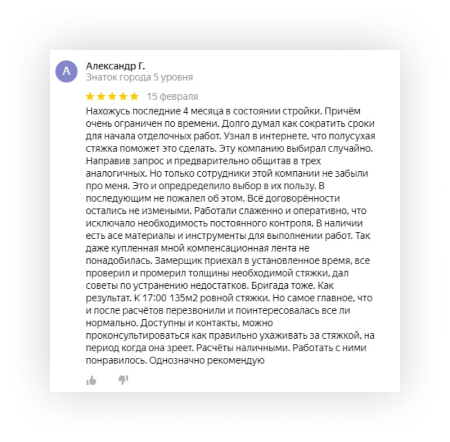 А
Александр Г.
Знаток города 5 уровня
15 февраля
Нахожусь последние 4 месяца в состоянии стройки. Причём
очень ограничен по времени. Долго думал как сократить сроки
для начала отделочных работ. Узнал в интернете, что полусухая
стяжка поможет это сделать. Эту компанию выбирал случайно.
Направив запрос и предварительно общитав в трех
аналогичных. Но только сотрудники этой компании не забыли
про меня. Это и опредределило выбор в их пользу. В
последующим не пожалел об этом. Всё договорённости
остались не измеными. Работали слаженно и оперативно, что
исключало необходимость постоянного контроля. В наличии
есть асе материалы и инструменты для выполнении работ. Так
даже купленная мной компенсационная лента не
понадобилась. Замерщик приехал в установленное время, все
проверил и промерил толщины необходимой стяжки, дал
советы по устранению недостатков. Бригада тоже. Как
результат. К 17:00 135м2 ровной стяжки. Но самое главное, что
и после расчётов перезвонили и поинтересовалась все ли
нормально. Доступны и контакты, можно
проконсультироваться как правильно ухаживать за стяжкой, на
период когда она зреет. Расчёты наличными. Работать с ними
понравилось. Однозначно рекомендую